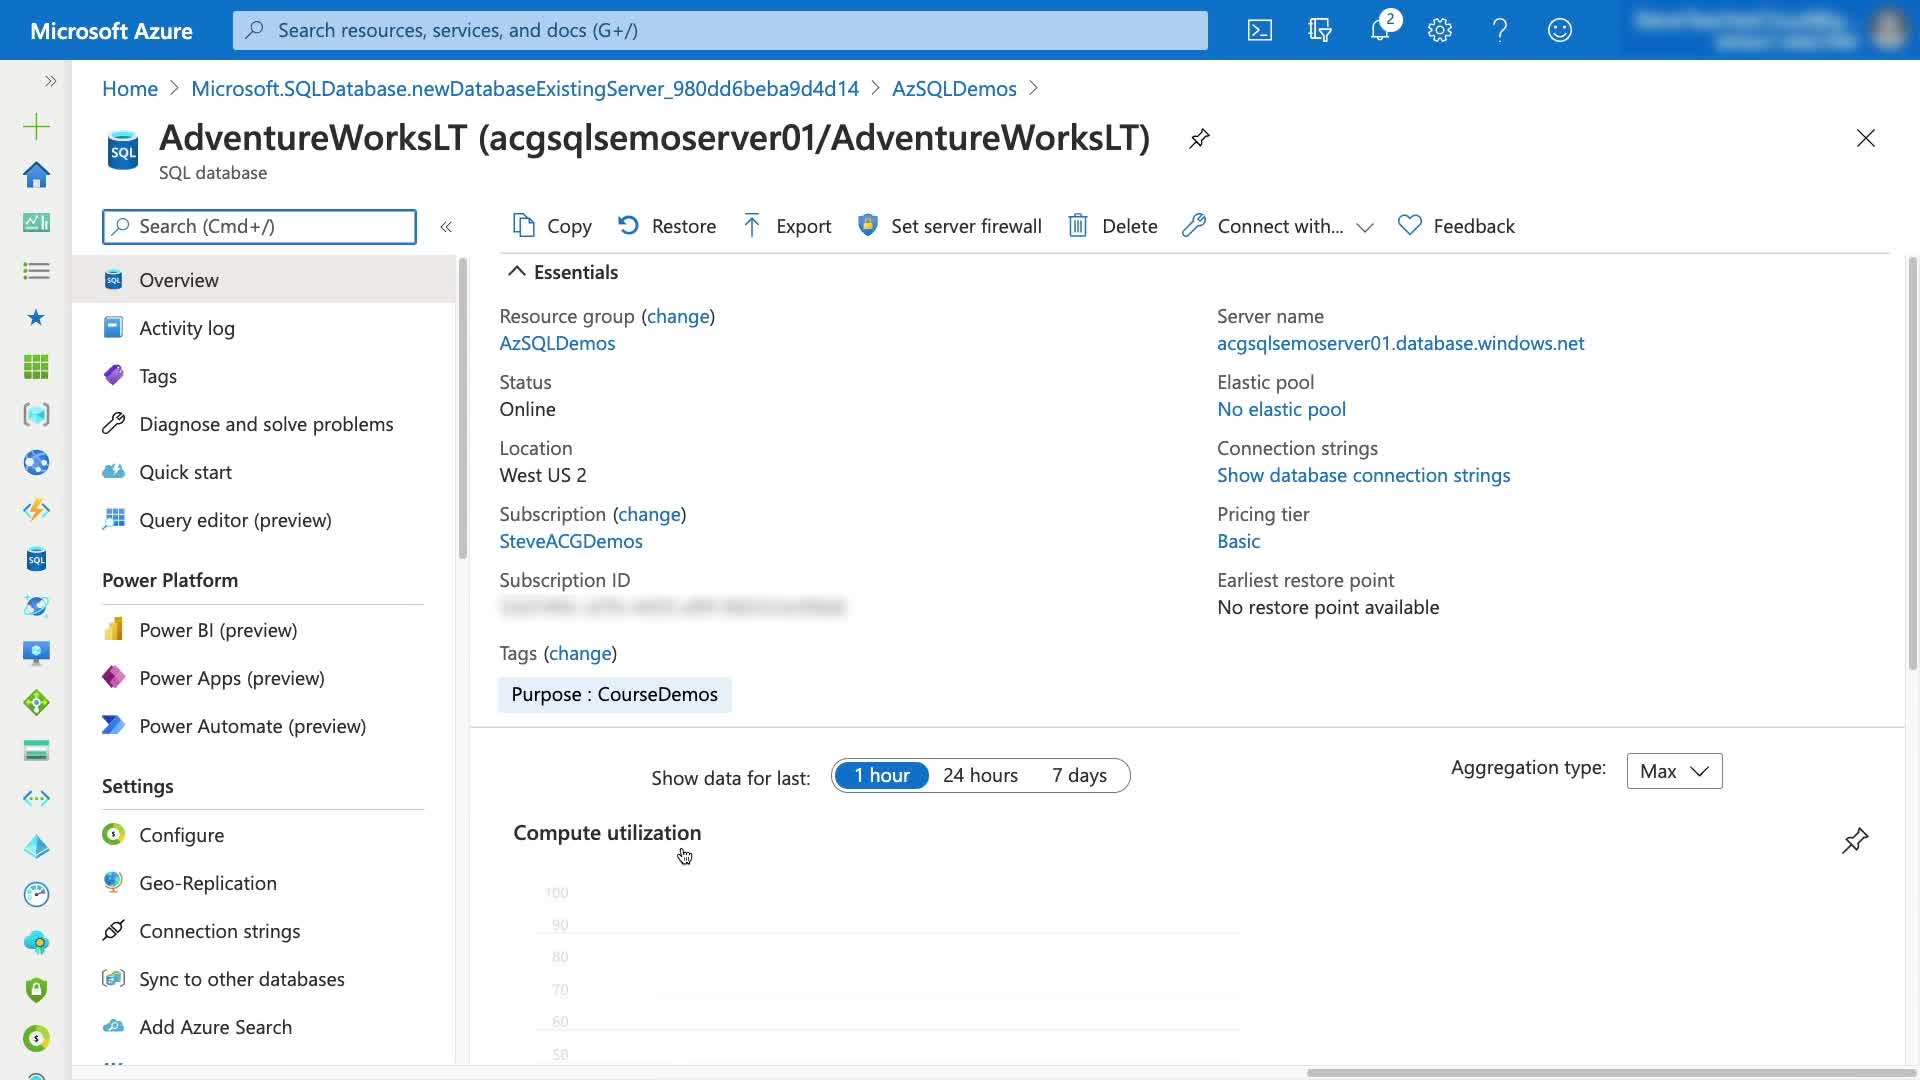 Microsoft Azure
Search resources, services, and docs (G+/)
2
Home > Microsoft.SQLDatabase.newDatabaseExistingServer_980dd6beba9d4d14 > AzSQLDemos >
SQL
AdventureWorksLT (acgsqlsemoserver01/AdventureWorksLT)
SQL database
Search (Cmd+/)
Copy
Restore
Export
Set server firewall
Delete
Connect with...
Feedback
Overview
Activity log
Tags
Diagnose and solve problems
Quick start
Query editor (preview)
Power Platform
Power BI (preview)
Power Apps (preview)
Power Automate (preview)
Settings
Configure
Geo-Replication
Connection strings
Sync to other databases
Add Azure Search
Essentials
Resource group (change)
AzSQLDemos
Status
Online
Location
West US 2
Subscription (change)
SteveACGDemos
Subscription ID
Tags (change)
Purpose : CourseDemos
Server name
acgsqlsemoserver01.database.windows.net
Elastic pool
No elastic pool
Connection strings
Show database connection strings
Pricing tier
Basic
Earliest restore point
No restore point available
Show data for last:
1 hour
24 hours
7 days
Aggregation type:
Max
Compute utilization
100
90
80
70
60
50